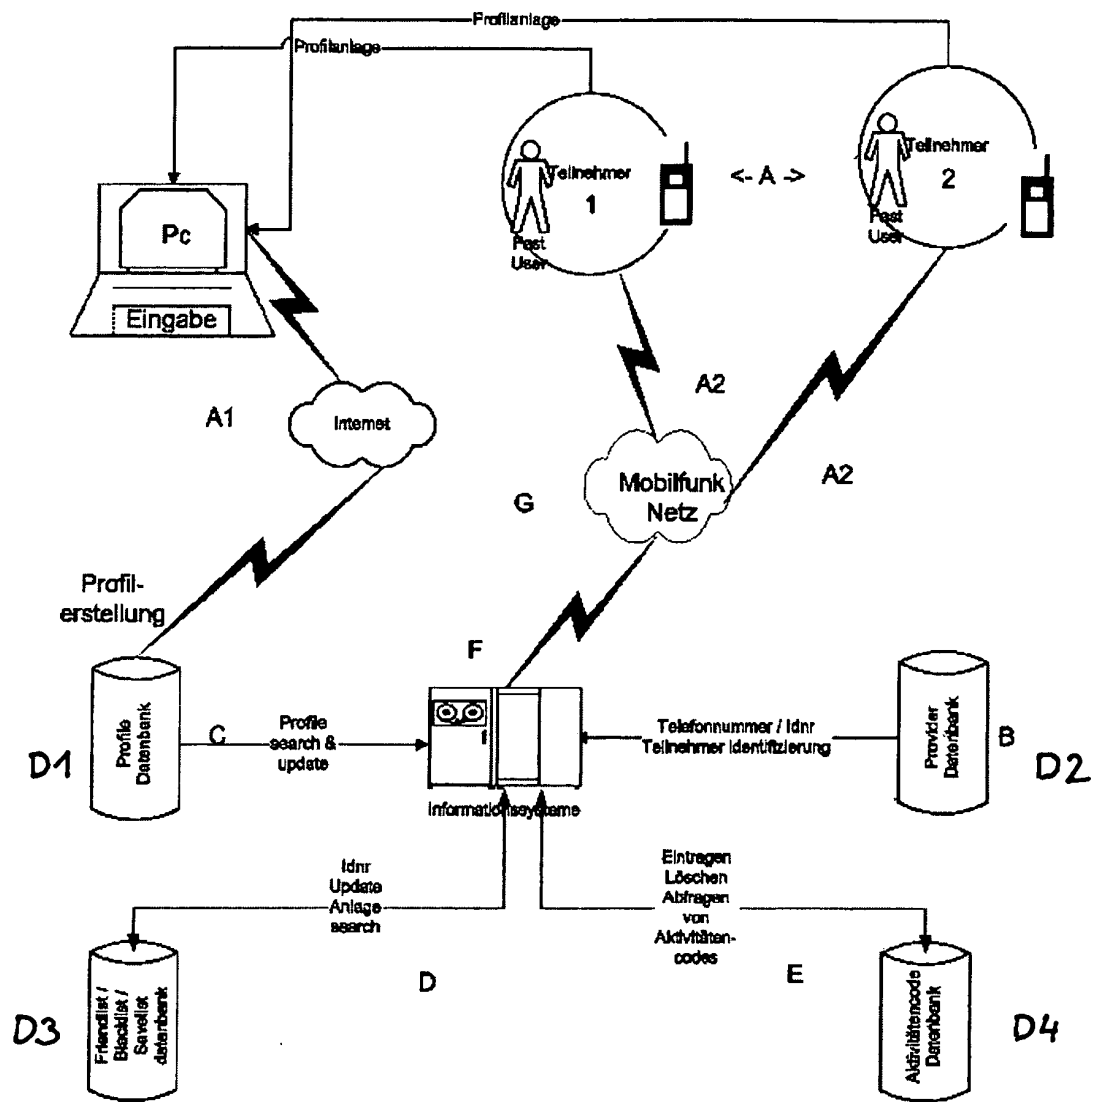 Profilanlage
Profilanlage
Teilnehmer
1
Past
User
<- A ->
Teilnehmer
2
Past
User
Pc
Eingabe
A1
Internet
A2
A2
G
Mobilfunk
Netz
Profil-
erstellung
F
Profile
Datenbank
D1
C
Profile
search &
update
Informationssysteme
Telefonnummer / Idnr
Teilnehmer Identifizierung
Provider
Datenbank
B
D2
Idnr
Update
Anlage
search
D
Eintragen
Löschen
Abfragen
von
Aktivitäten-
codes
E
D3
Friendlist /
Blacklist /
Savelist
datenbank
Aktivitätencode
Datenbank
D4